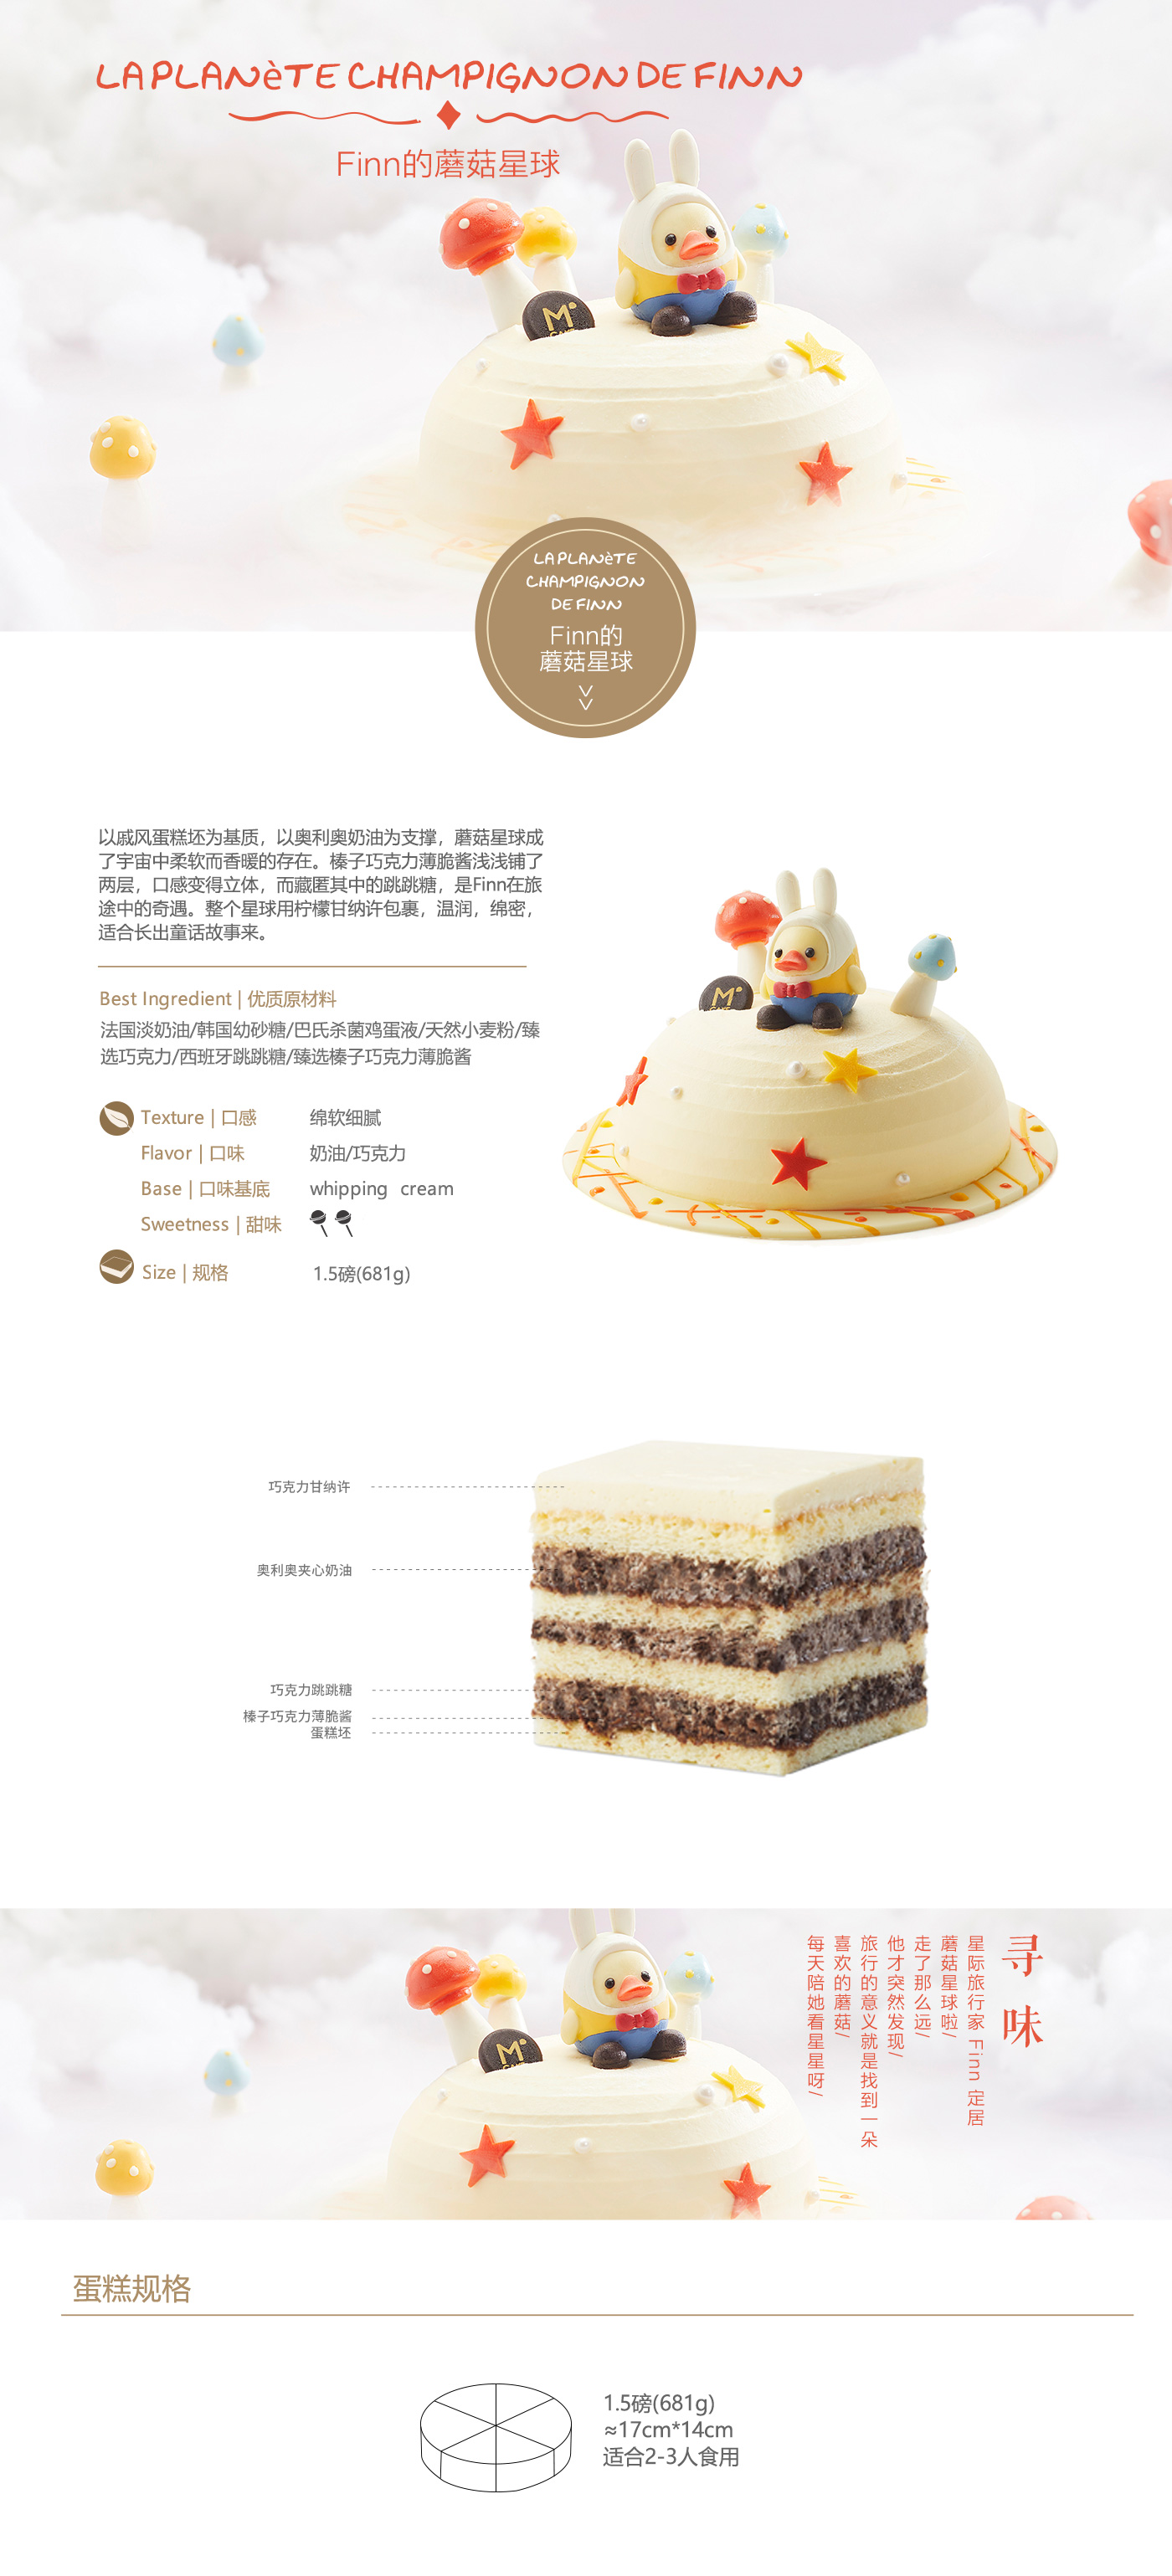 LA PLANèTE CHAMPIGNON DE FINN
Finn的蘑菇星球
M
LA PLANèTE
CHAMPIGNON
DE FINN
Finn的
蘑菇星球
以戚风蛋糕坯为基质，以奥利奥奶油为支撑，蘑菇星球成
了宇宙中柔软而香暖的存在。榛子巧克力薄脆酱浅浅铺了
两层，口感变得立体，而藏匿其中的跳跳糖，是Finn在旅
途中的奇遇。整个星球用柠檬甘纳许包裹，温润，绵密，
适合长出童话故事来。
Best Ingredient | 优质原材料
法国淡奶油/韩国幼砂糖/巴氏杀菌鸡蛋液/天然小麦粉/臻
选巧克力/西班牙跳跳糖/臻选榛子巧克力薄脆酱
M
Texture | 口感 绵软细腻
Flavor | 口味 奶油/巧克力
Base | 口味基底 whipping cream
Sweetness | 甜味
Size | 规格 1.5磅(681g)
巧克力甘纳许
奥利奥夹心奶油
巧克力跳跳糖
榛子巧克力薄脆酱
蛋糕坯
寻味
星际旅行家 Finn 定居
蘑菇星球啦/
走了那么远/
他才突然发现/
旅行的意义就是找到一朵
喜欢的蘑菇/
每天陪她看星星呀/
M
蛋糕规格
1.5磅(681g)
≈17cm*14cm
适合2-3人食用